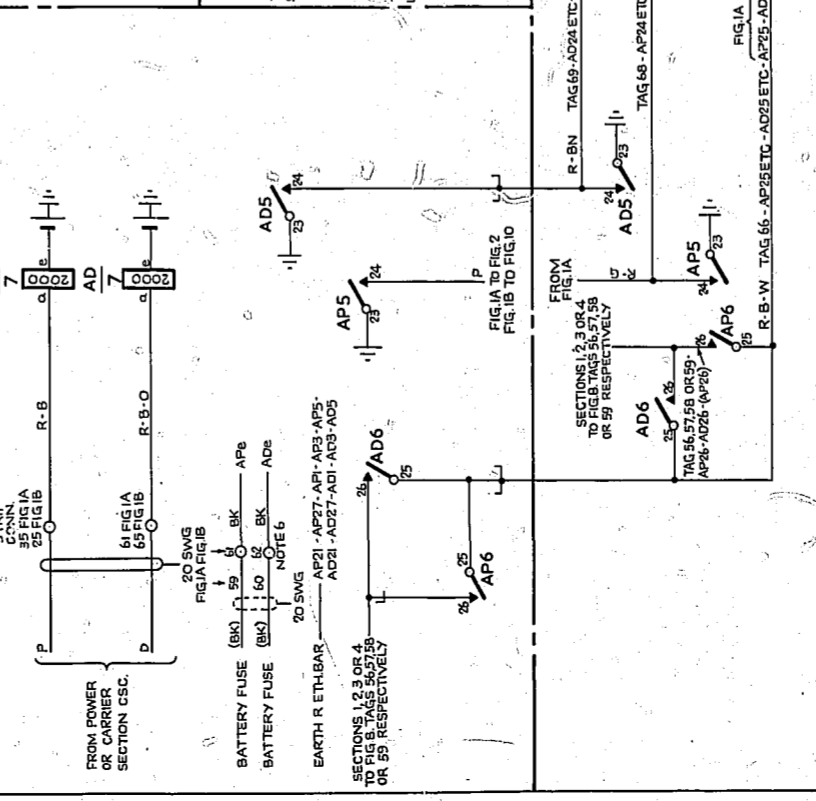 STRIP
CONN.
35 FIG 1A
25 FIG 1B
P
R-B
a
7
2000
e
61 FIG 1A
65 FIG 1B
D
R-B-O
a
AD
7
2000
e
FROM POWER
OR CARRIER
SECTION CSC.
20 SWG
FIG.1A FIG.1B
BATTERY FUSE
(BK)
59
61
BK
APe
BATTERY FUSE
(BK)
60
62
BK
ADe
NOTE 6
20 SWG
EARTH R ETH.BAR
AP21 - AP27 - AP1 - AP3 - AP5 -
AD21 - AD27 - AD1 - AD3 - AD5
SECTIONS 1, 2, 3 OR 4
TO FIG 8. TAGS 56,57,58
OR 59 RESPECTIVELY
AD5
23
24
AP5
23
24
P
FIG.1A TO FIG.2
FIG.1B TO FIG.10
AD6
26
25
AP6
26
25
R-BN
TAG 69 - AD24 ETC
TAG 68 - AP24 ETC
FIG.1A
AD5
24
23
FROM
FIG.1A
AP5
24
23
SECTIONS 1, 2, 3 OR 4
TO FIG.8. TAGS 56,57,58
OR 59 RESPECTIVELY
AD6
25
26
TAG 56,57,58 OR 59 -
AP26 - AD26 - (AP26)
AP6
26
25
R-B-W
TAG 66 - AP25 ETC - AD25 ETC - AP25 - AD